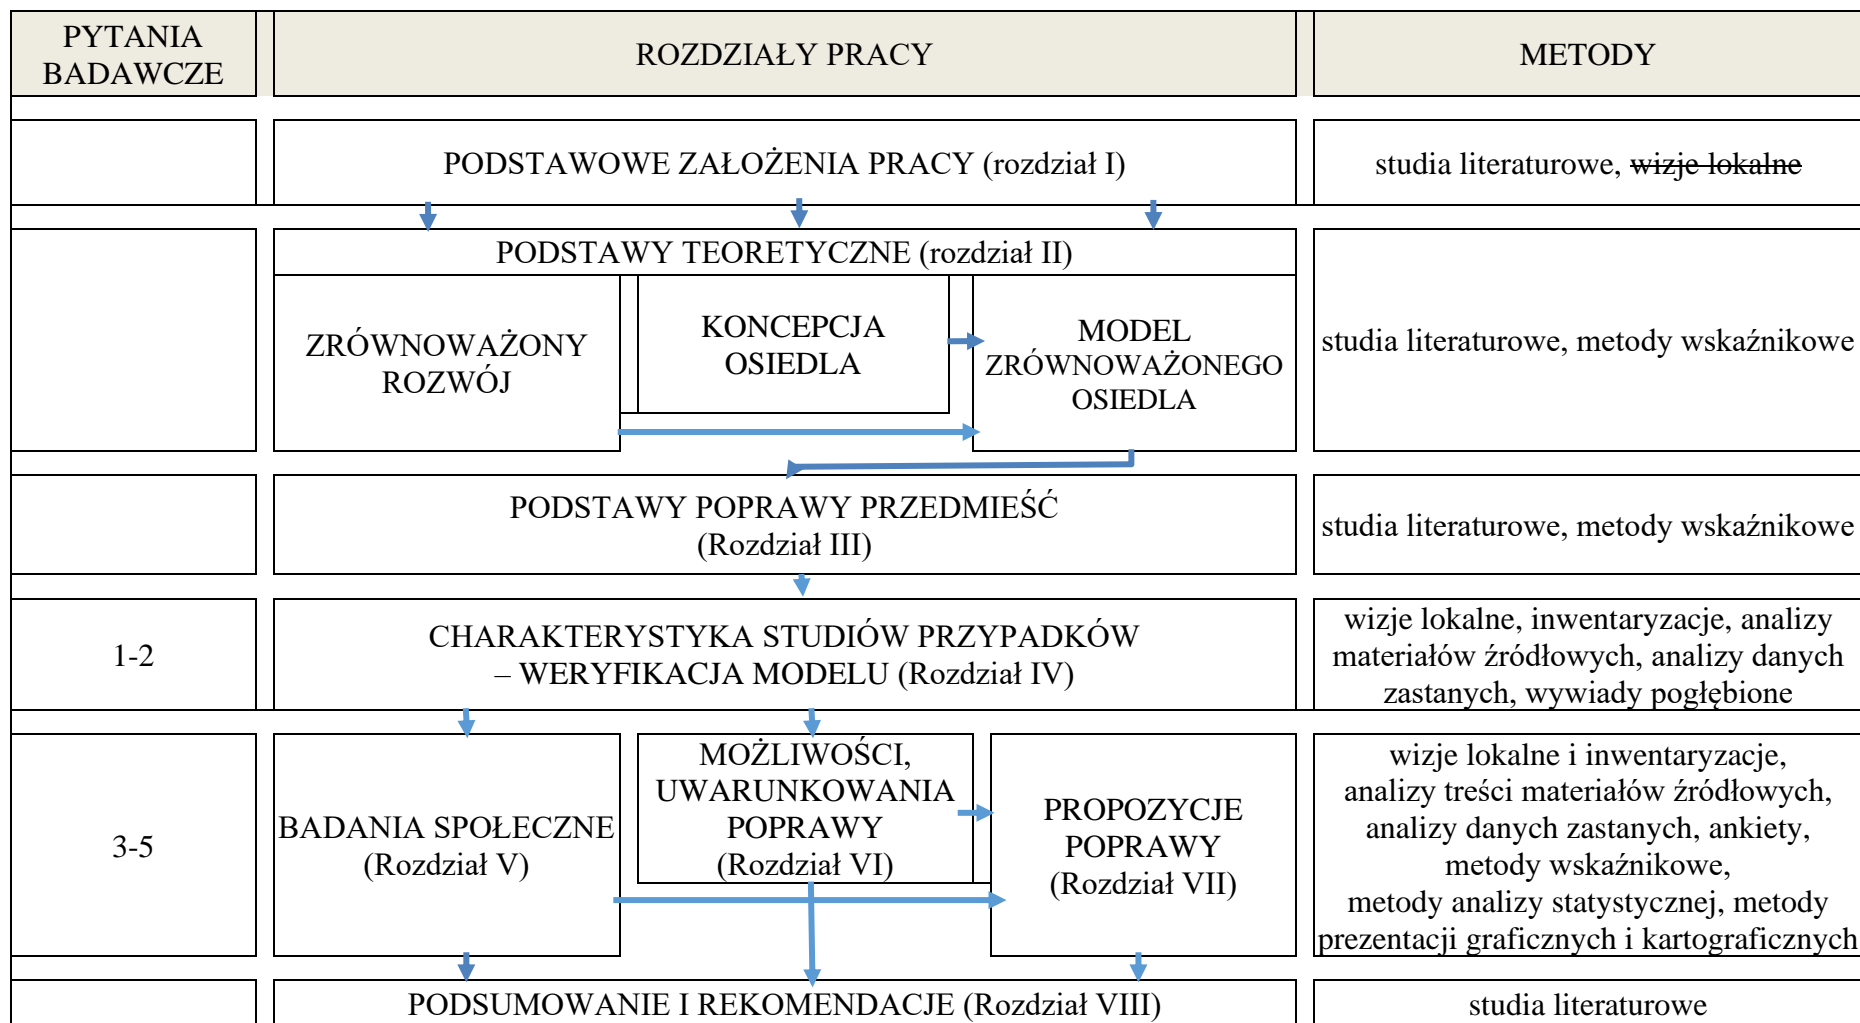 PYTANIA
BADAWCZE
ROZDZIAŁY PRACY
METODY
PODSTAWOWE ZAŁOŻENIA PRACY (rozdział I)
studia literaturowe, wizje lokalne
PODSTAWY TEORETYCZNE (rozdział II)
ZRÓWNOWAŻONY
ROZWÓJ
KONCEPCJA
OSIEDLA
MODEL
ZRÓWNOWAŻONEGO
OSIEDLA
studia literaturowe, metody wskaźnikowe
PODSTAWY POPRAWY PRZEDMIEŚĆ
(Rozdział III)
studia literaturowe, metody wskaźnikowe
1-2
CHARAKTERYSTYKA STUDIÓW PRZYPADKÓW
– WERYFIKACJA MODELU (Rozdział IV)
wizje lokalne, inwentaryzacje, analizy
materiałów źródłowych, analizy danych
zastanych, wywiady pogłębione
3-5
BADANIA SPOŁECZNE
(Rozdział V)
MOŻLIWOŚCI,
UWARUNKOWANIA
POPRAWY
(Rozdział VI)
PROPOZYCJE
POPRAWY
(Rozdział VII)
wizje lokalne i inwentaryzacje,
analizy treści materiałów źródłowych,
analizy danych zastanych, ankiety,
metody wskaźnikowe,
metody analizy statystycznej, metody
prezentacji graficznych i kartograficznych
PODSUMOWANIE I REKOMENDACJE (Rozdział VIII)
studia literaturowe